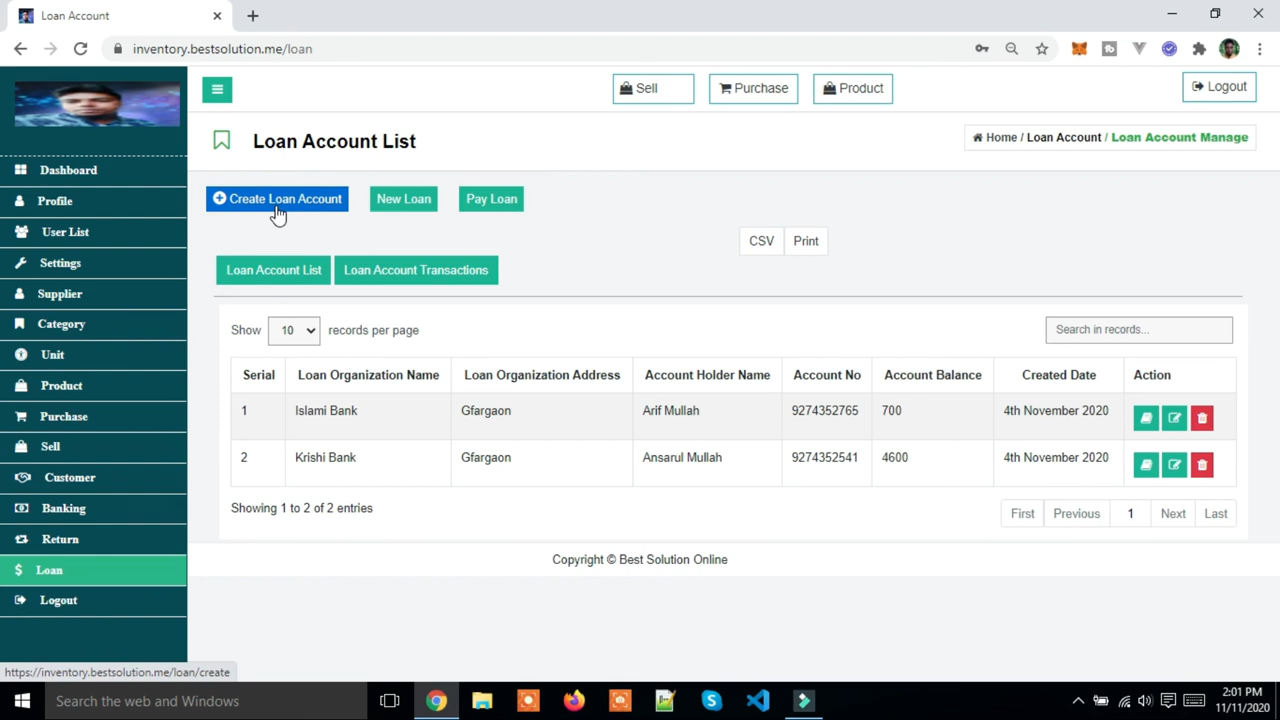 Loan Account
inventory.bestsolution.me/loan
Sell
Purchase
Product
Logout
Loan Account List
Home / Loan Account / Loan Account Manage
Dashboard
Profile
User List
Settings
Supplier
Category
Unit
Product
Purchase
Sell
Customer
Banking
Return
Loan
Logout
Create Loan Account
New Loan
Pay Loan
CSV
Print
Loan Account List
Loan Account Transactions
Show 10 records per page
Search in records...
Serial Loan Organization Name Loan Organization Address Account Holder Name Account No Account Balance Created Date Action
1 Islami Bank Gfargaon Arif Mullah 9274352765 700 4th November 2020
2 Krishi Bank Gfargaon Ansarul Mullah 9274352541 4600 4th November 2020
Showing 1 to 2 of 2 entries
First Previous 1 Next Last
Copyright © Best Solution Online
https://inventory.bestsolution.me/loan/create
Search the web and Windows
2:01 PM
11/11/2020